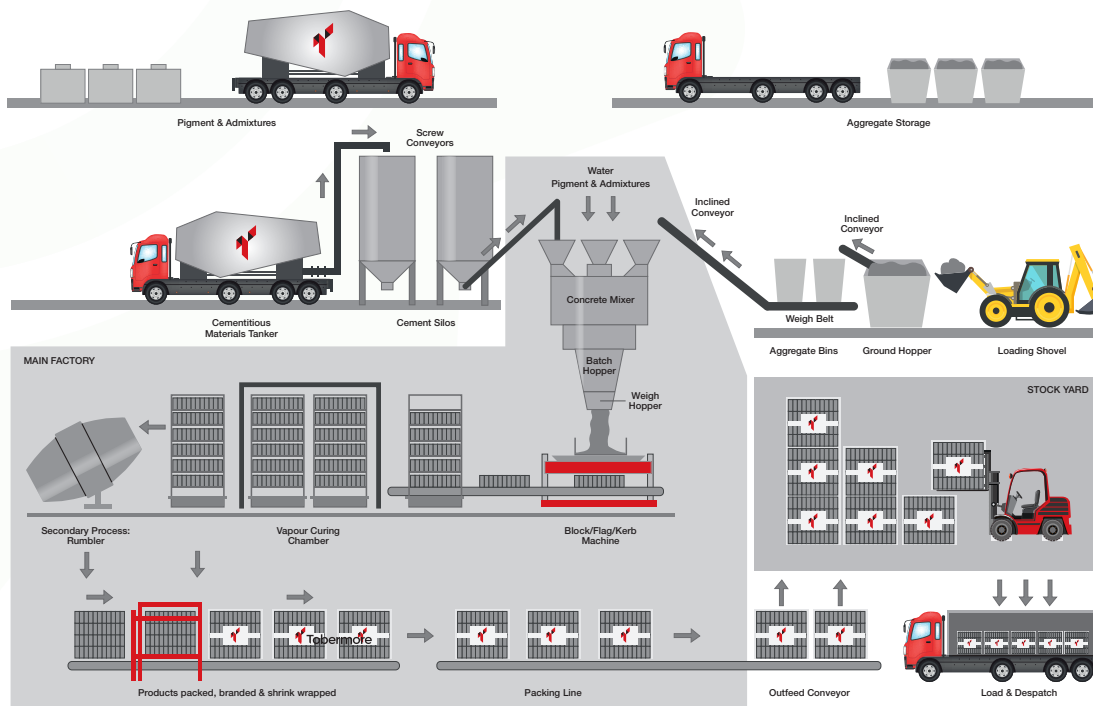 Pigment & Admixtures
Aggregate Storage
Screw
Conveyors
Water
Pigment & Admixtures
Inclined
Conveyor
Inclined
Conveyor
Concrete Mixer
Weigh Belt
Cementitious
Materials Tanker
Cement Silos
Aggregate Bins
Ground Hopper
Loading Shovel
MAIN FACTORY
Batch
Hopper
Weigh
Hopper
STOCK YARD
Secondary Process:
Rumbler
Vapour Curing
Chamber
Block/Flag/Kerb
Machine
Tobermore
Products packed, branded & shrink wrapped
Packing Line
Outfeed Conveyor
Load & Despatch